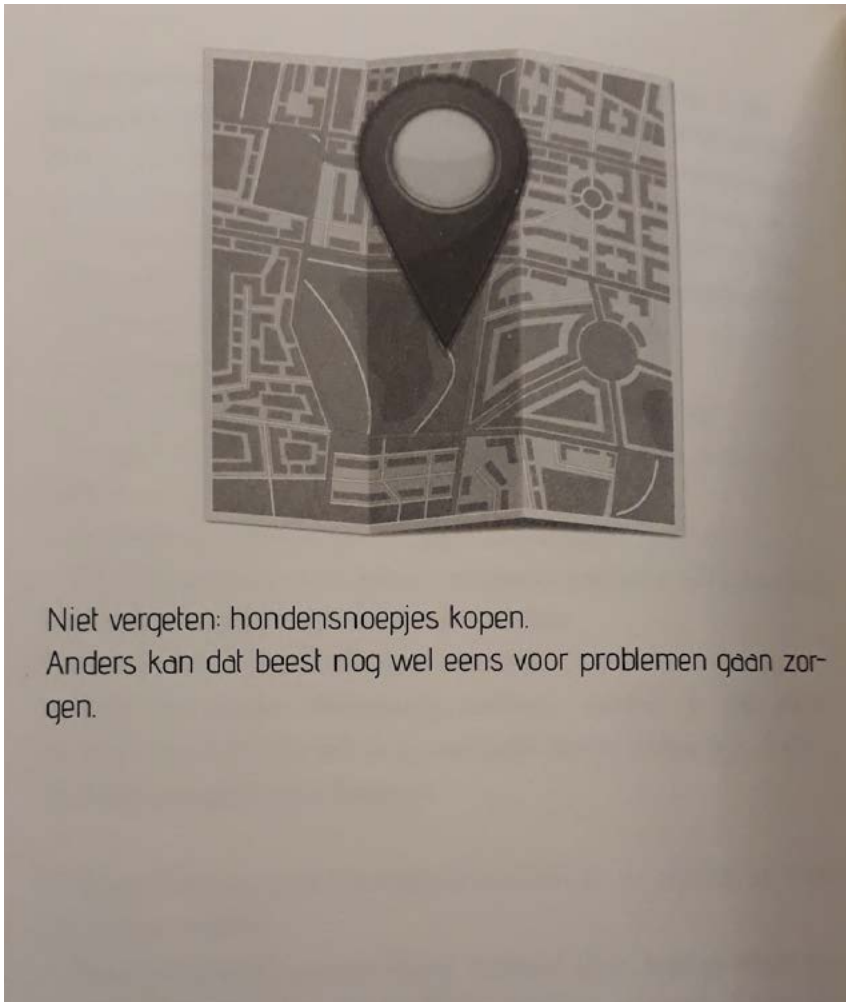 Niet vergeten: hondensnoepjes kopen.
Anders kan dat beest nog wel eens voor problemen gaan zor-
gen.